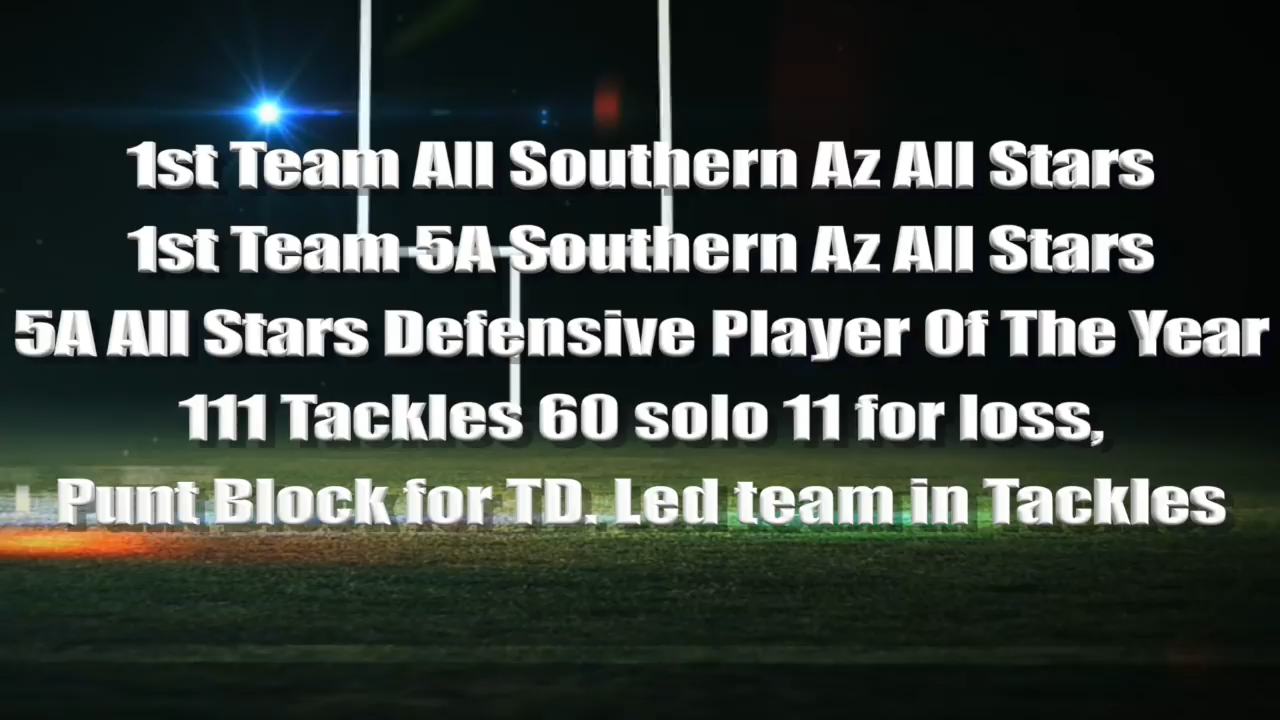 1st Team All Southern Az All Stars
1st Team 5A Southern Az All Stars
5A All Stars Defensive Player Of The Year
111 Tackles 60 solo 11 for loss,
Punt Block for TD. Led team in Tackles